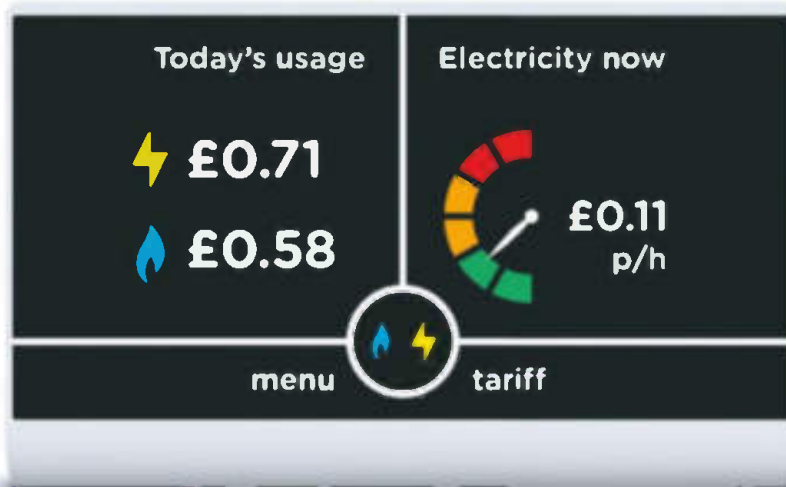 Today's usage
£0.71
£0.58
Electricity now
£0.11
p/h
menu
tariff